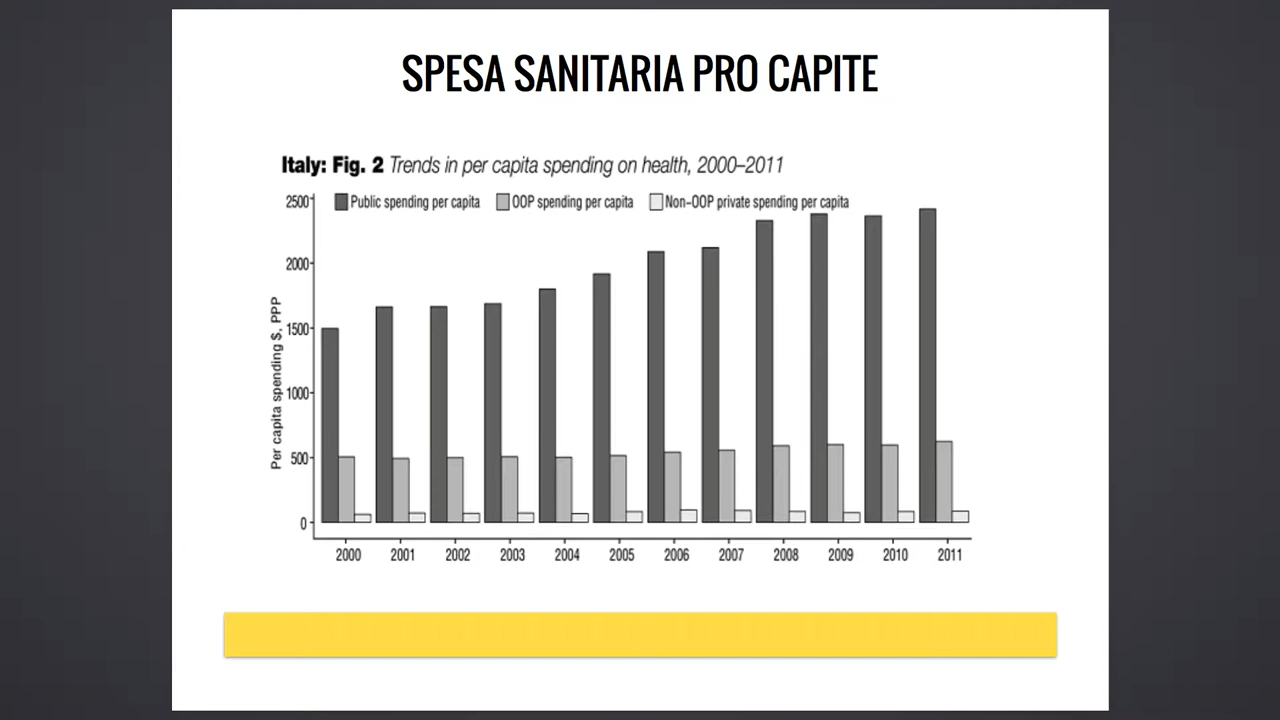 SPESA SANITARIA PRO CAPITE
Italy: Fig. 2 Trends in per capita spending on health, 2000–2011
Public spending per capita OOP spending per capita Non–OOP private spending per capita
Per capita spending $, PPP
2500
2000
1500
1000
500
0
2000 2001 2002 2003 2004 2005 2006 2007 2008 2009 2010 2011